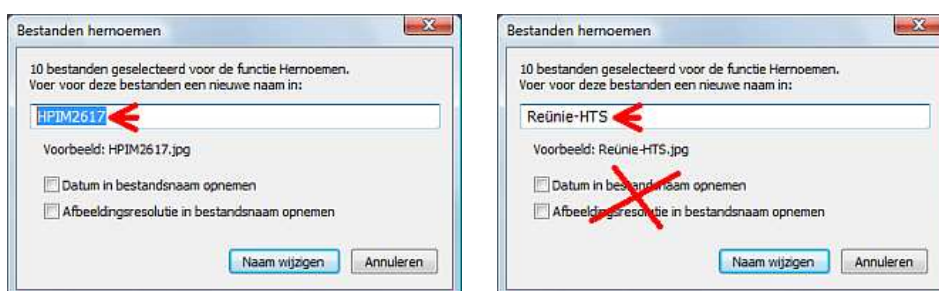 Bestanden hernoemen
10 bestanden geselecteerd voor de functie Hernoemen.
Voer voor deze bestanden een nieuwe naam in:
HPIM2617
Voorbeeld: HPIM2617.jpg
Datum in bestandsnaam opnemen
Afbeeldingsresolutie in bestandsnaam opnemen
Naam wijzigen
Annuleren
Bestanden hernoemen
10 bestanden geselecteerd voor de functie Hernoemen.
Voer voor deze bestanden een nieuwe naam in:
Reünie-HTS
Voorbeeld: Reünie-HTS.jpg
Datum in bestandsnaam opnemen
Afbeeldingsresolutie in bestandsnaam opnemen
Naam wijzigen
Annuleren